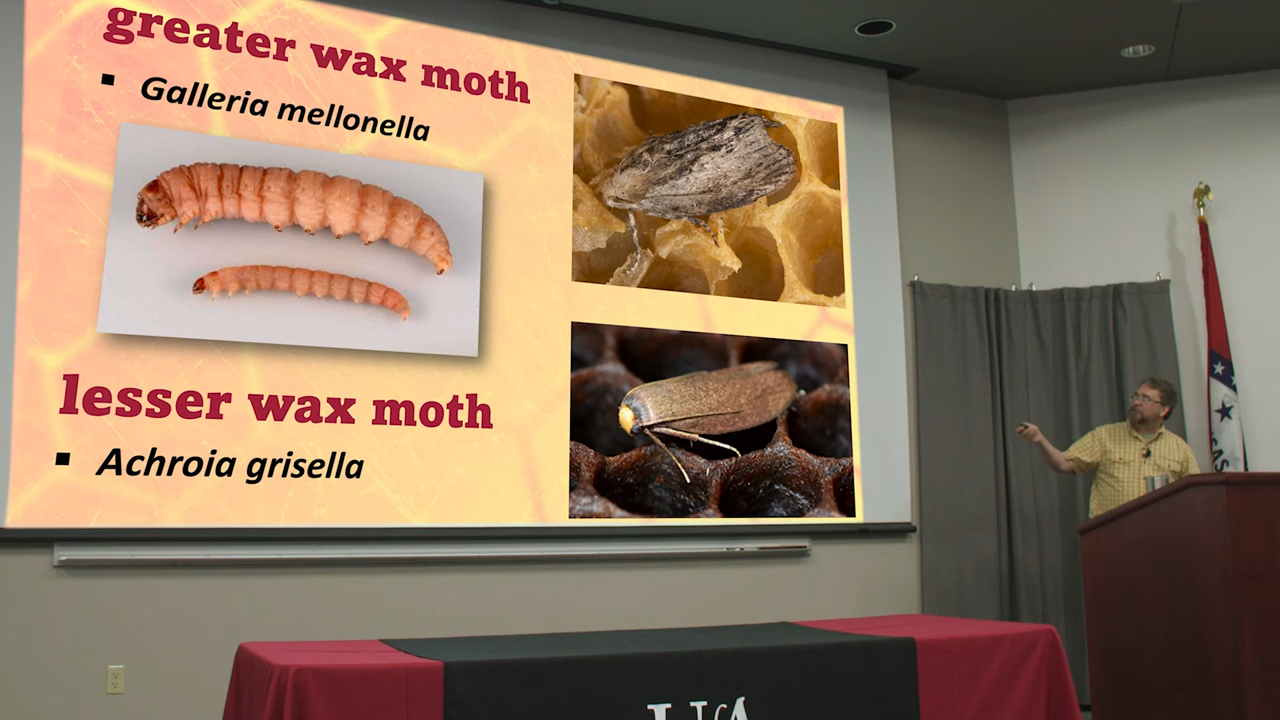 greater wax moth
▪ Galleria mellonella
lesser wax moth
▪ Achroia grisella